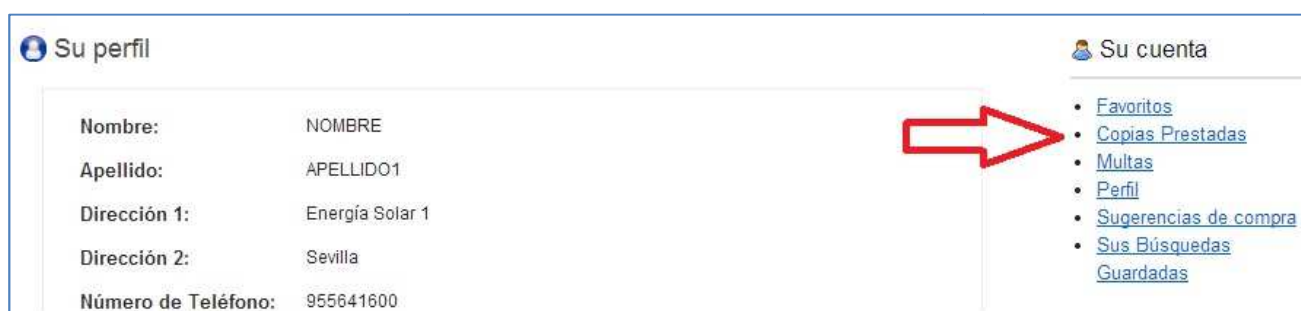 Su perfil
Nombre: NOMBRE
Apellido: APELLIDO1
Dirección 1: Energía Solar 1
Dirección 2: Sevilla
Número de Teléfono: 955641600
Su cuenta
Favoritos
Copias Prestadas
Multas
Perfil
Sugerencias de compra
Sus Búsquedas
Guardadas